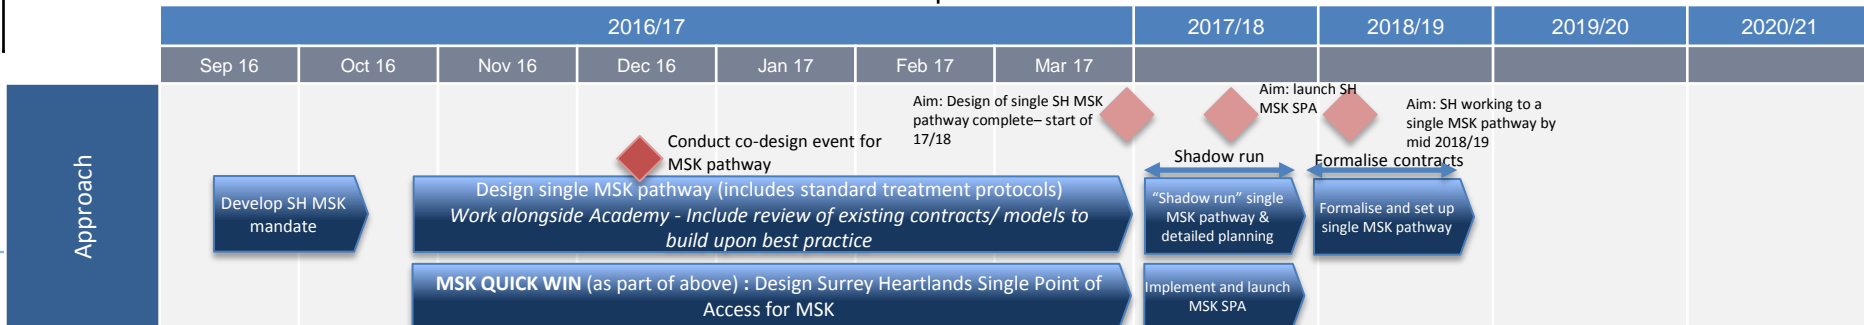 2016/17
2017/18
2018/19
2019/20
2020/21
Sep 16
Oct 16
Nov 16
Dec 16
Jan 17
Feb 17
Mar 17
Approach
Aim: Design of single SH MSK
pathway complete– start of
17/18
Aim: launch SH
MSK SPA
Aim: SH working to a
single MSK pathway by
mid 2018/19
Conduct co-design event for
MSK pathway
Shadow run
Formalise contracts
Develop SH MSK
mandate
Design single MSK pathway (includes standard treatment protocols)
Work alongside Academy - Include review of existing contracts/ models to
build upon best practice
“Shadow run” single
MSK pathway &
detailed planning
Formalise and set up
single MSK pathway
MSK QUICK WIN (as part of above) : Design Surrey Heartlands Single Point of
Access for MSK
Implement and launch
MSK SPA